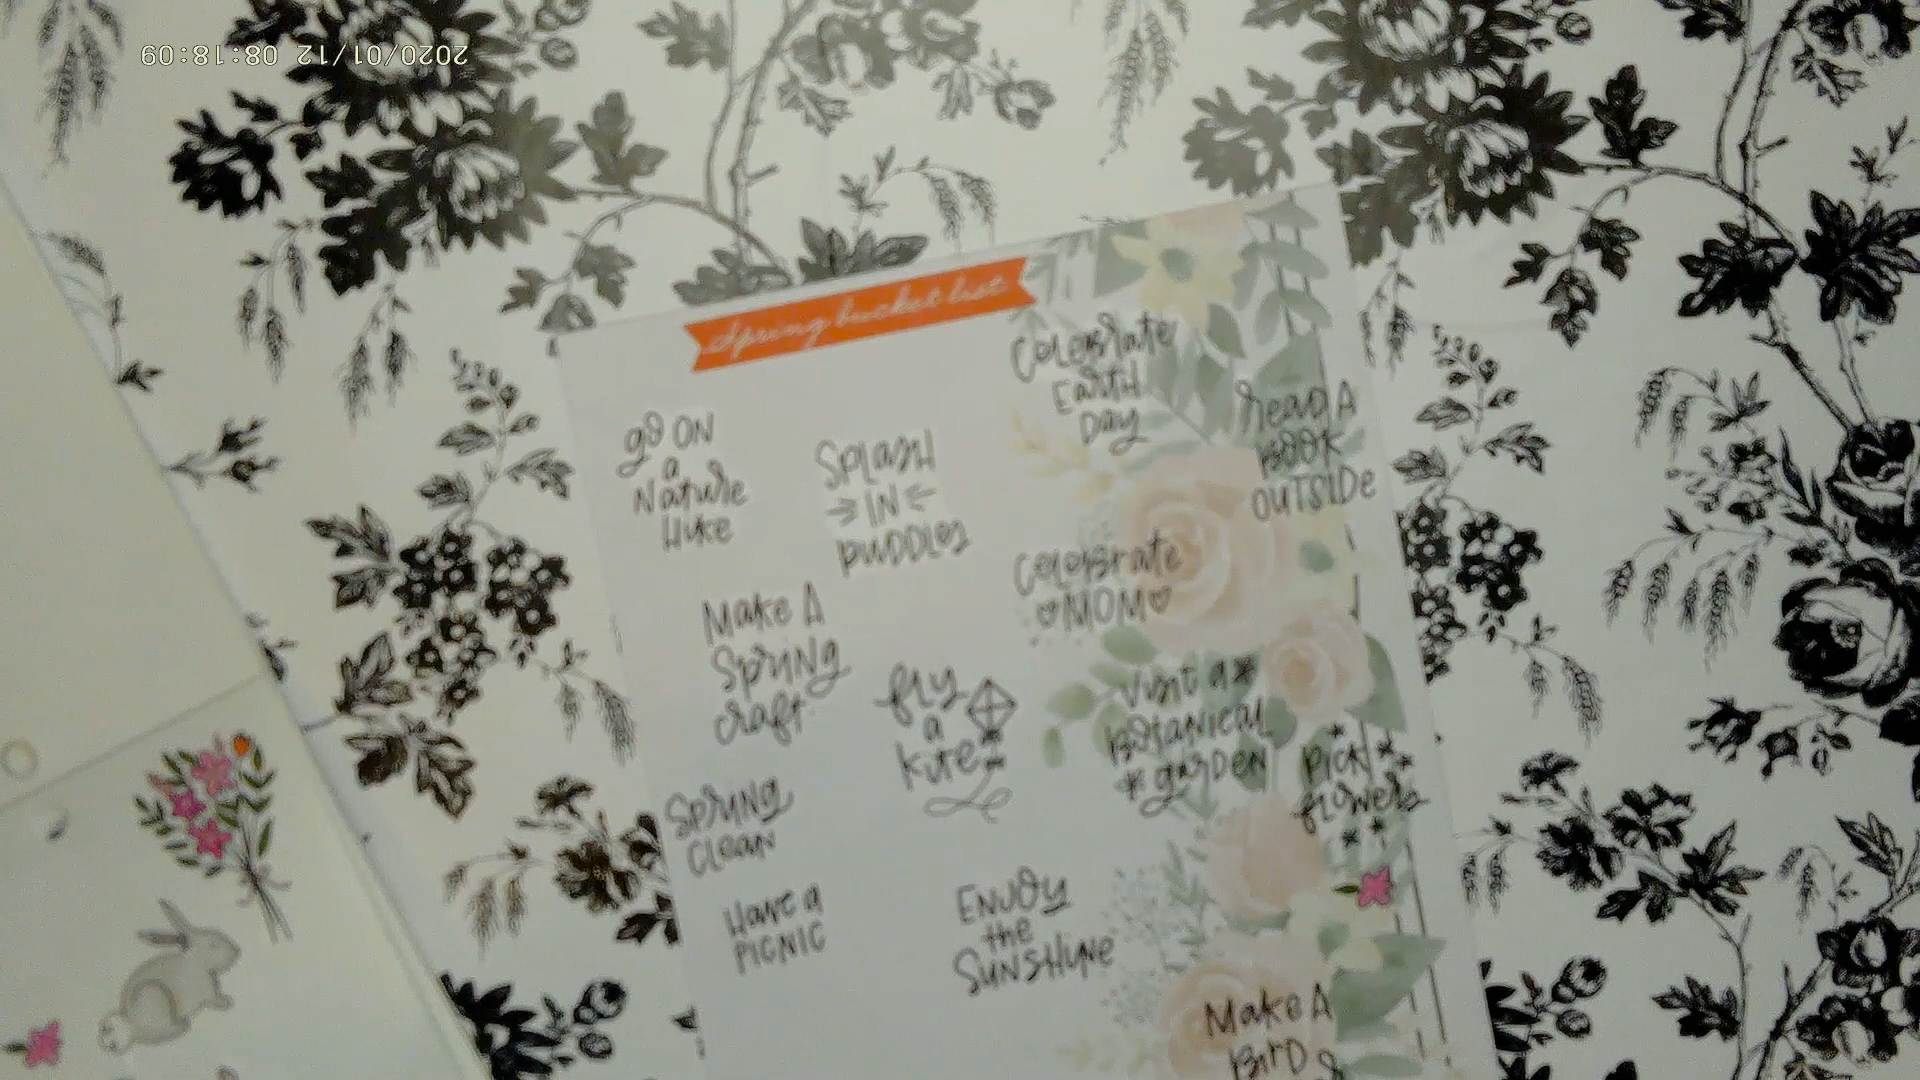 2020/01/12 08:18:09
Spring bucket list
go ON
a
Nature
Hike
SPLASH
IN
PUDDLES
Celebrate
Earth
Day
Read A
BOOK
OUTSIDE
Make A
Spring
craft
fly
a
kite
Celebrate
MOM
Visit a
Botanical
garden
Pick
flowers
Spring
Clean
Have a
PICNIC
ENJOY
the
SUNSHINE
Make A
Bird